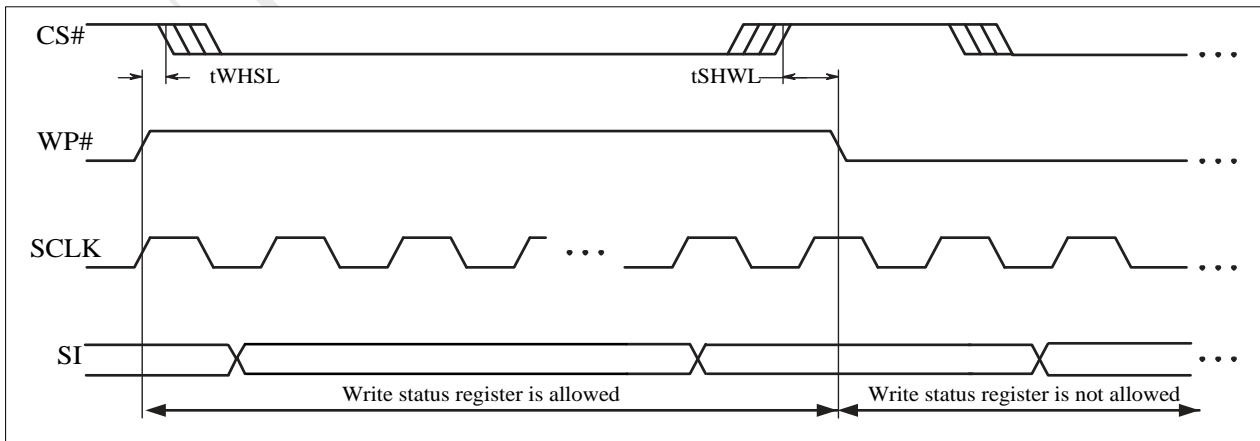 CS#
tWHSL
tSHWL
WP#
SCLK
SI
Write status register is allowed
Write status register is not allowed